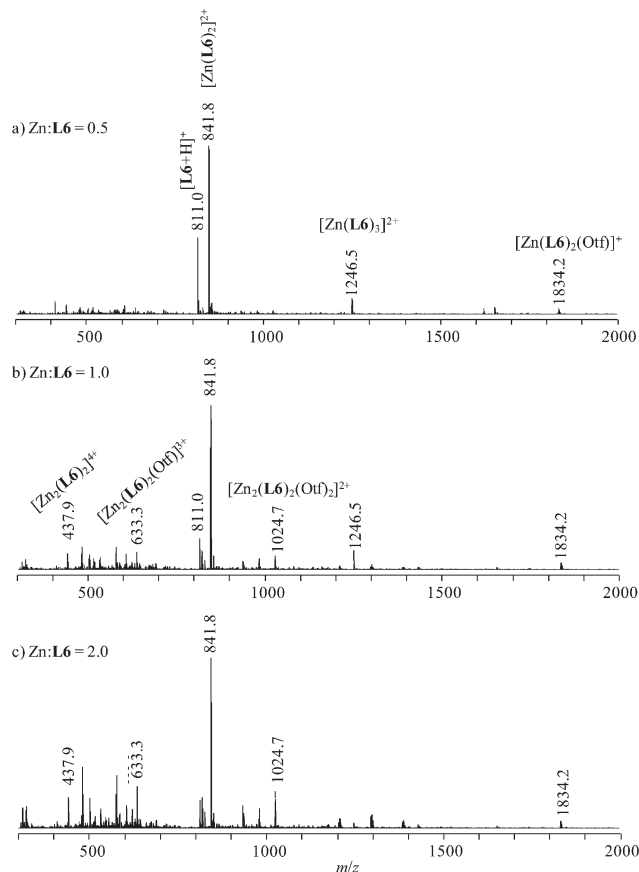 a) Zn:L6 = 0.5
[L6+H]⁺
811.0
[Zn(L6)₂]²⁺
841.8
[Zn(L6)₃]²⁺
1246.5
[Zn(L6)₂(Otf)]⁺
1834.2
500 1000 1500 2000
b) Zn:L6 = 1.0
[Zn₂(L6)₂]⁴⁺
437.9
[Zn₂(L6)₂(Otf)]³⁺
633.3
811.0
841.8
[Zn₂(L6)₂(Otf)₂]²⁺
1024.7
1246.5
1834.2
500 1000 1500 2000
c) Zn:L6 = 2.0
437.9
633.3
841.8
1024.7
1834.2
500 1000 1500 2000
m/z